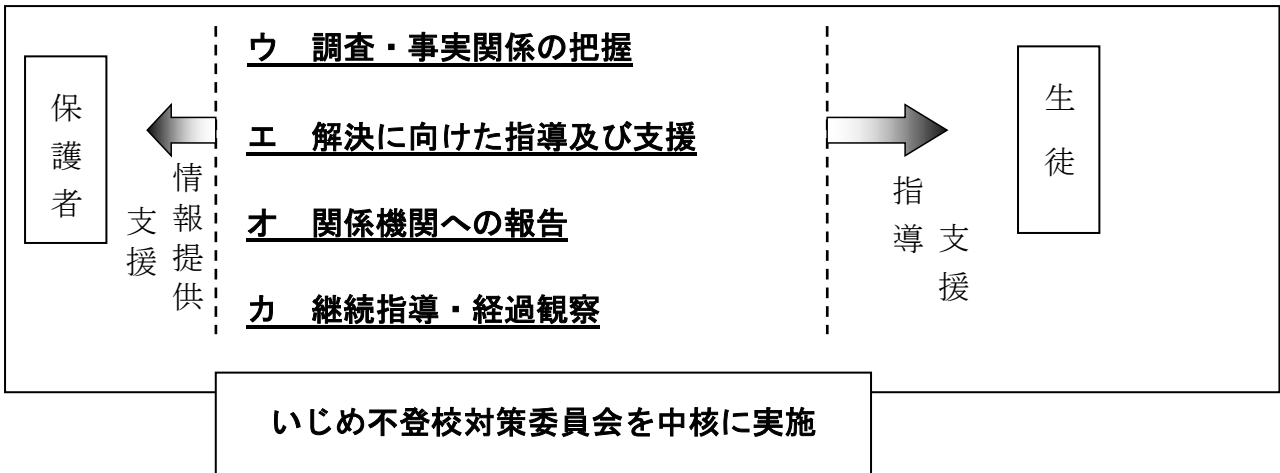 保護者
情報提供
支援
ウ 調査・事実関係の把握
エ 解決に向けた指導及び支援
オ 関係機関への報告
カ 継続指導・経過観察
指導
支援
生徒
いじめ不登校対策委員会を中核に実施